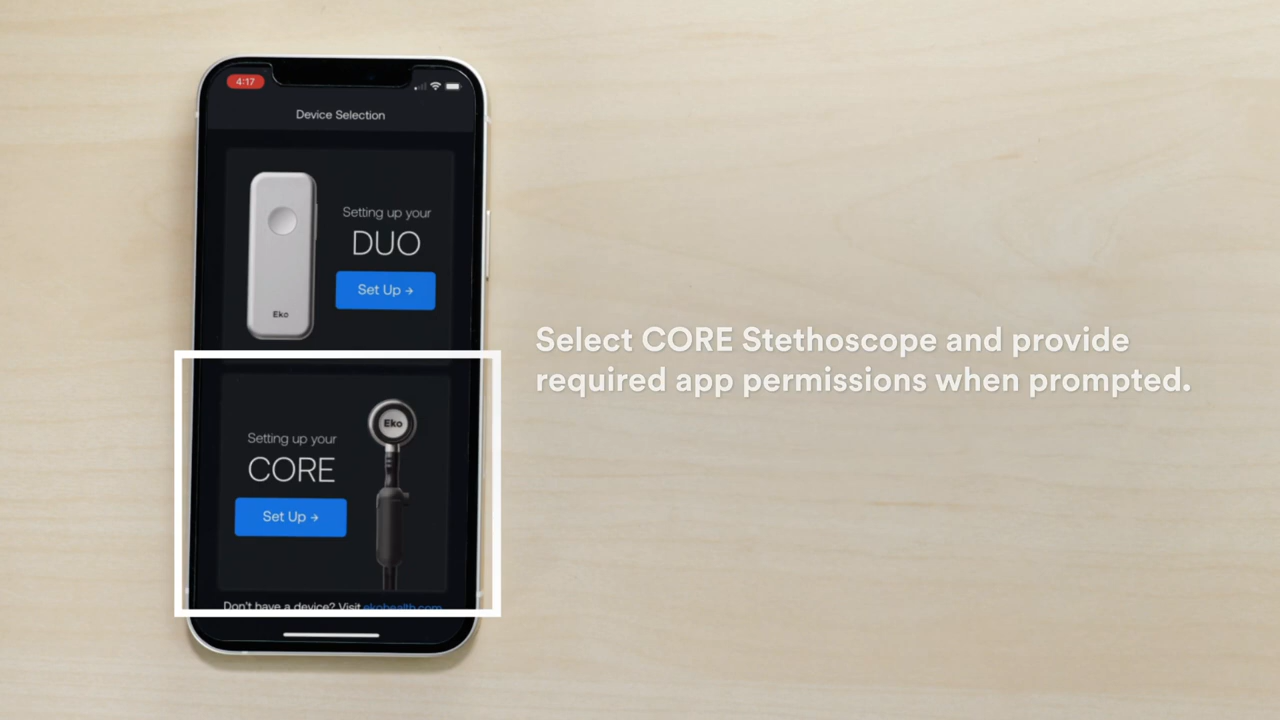 4:17
Device Selection
Setting up your
DUO
Set Up →
Eko
Eko
Setting up your
CORE
Set Up →
Don't have a device? Visit ekohealth.com
Select CORE Stethoscope and provide
required app permissions when prompted.